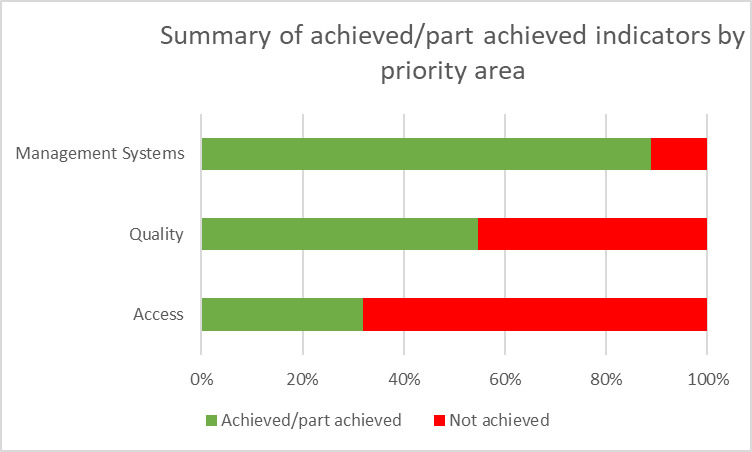 Summary of achieved/part achieved indicators by
priority area
Management Systems
Quality
Access
0% 20% 40% 60% 80% 100%
Achieved/part achieved Not achieved